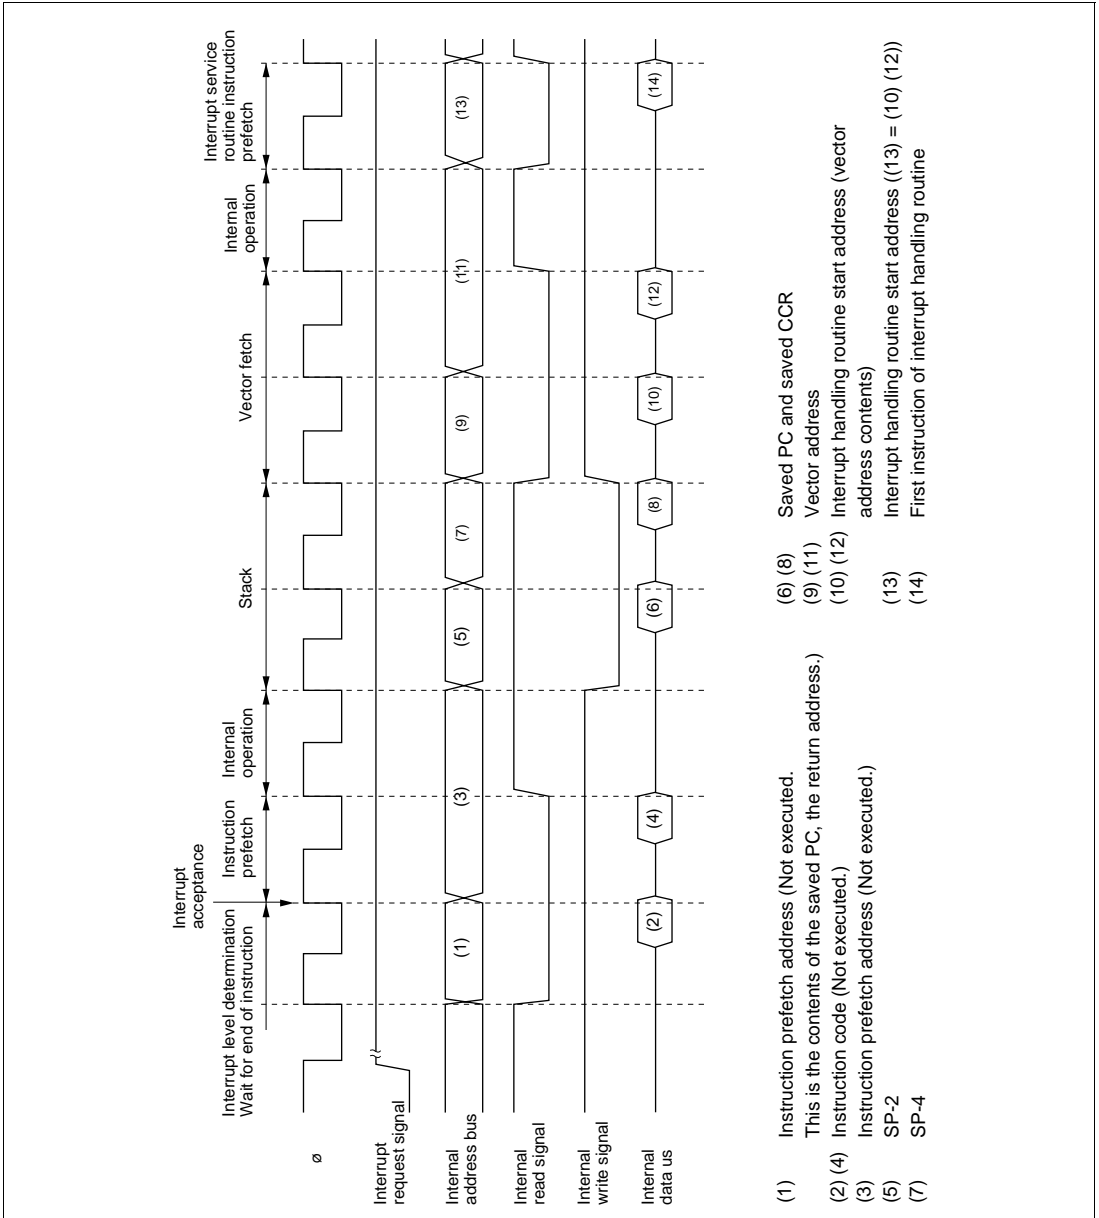 Interrupt
acceptance
Interrupt level determination
Wait for end of instruction
Instruction
prefetch
Internal
operation
Stack
Vector fetch
Internal
operation
Interrupt service
routine instruction
prefetch
ø
Interrupt
request signal
Internal
address bus
(1)
(3)
(5)
(7)
(9)
(11)
(13)
Internal
read signal
Internal
write signal
Internal
data us
(2)
(4)
(6)
(8)
(10)
(12)
(14)
(1) Instruction prefetch address (Not executed.
This is the contents of the saved PC, the return address.)
(2) (4) Instruction code (Not executed.)
(3) Instruction prefetch address (Not executed.)
(5) SP-2
(7) SP-4
(6) (8) Saved PC and saved CCR
(9) (11) Vector address
(10) (12) Interrupt handling routine start address (vector
address contents)
(13) Interrupt handling routine start address ((13) = (10) (12))
(14) First instruction of interrupt handling routine